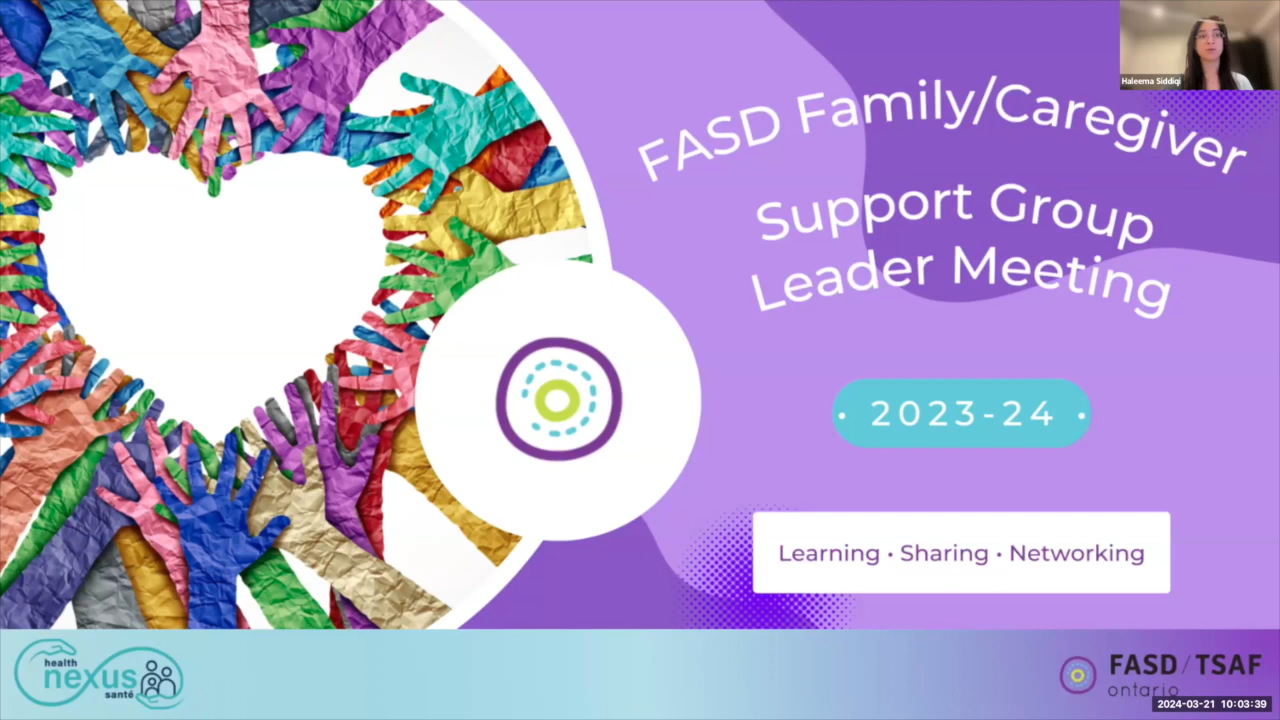 Haleema Siddiqi
FASD Family/Caregiver
Support Group
Leader Meeting
• 2023-24 •
Learning • Sharing • Networking
health
nexus
santé
FASD / TSAF
ontario
2024-03-21 10:03:39